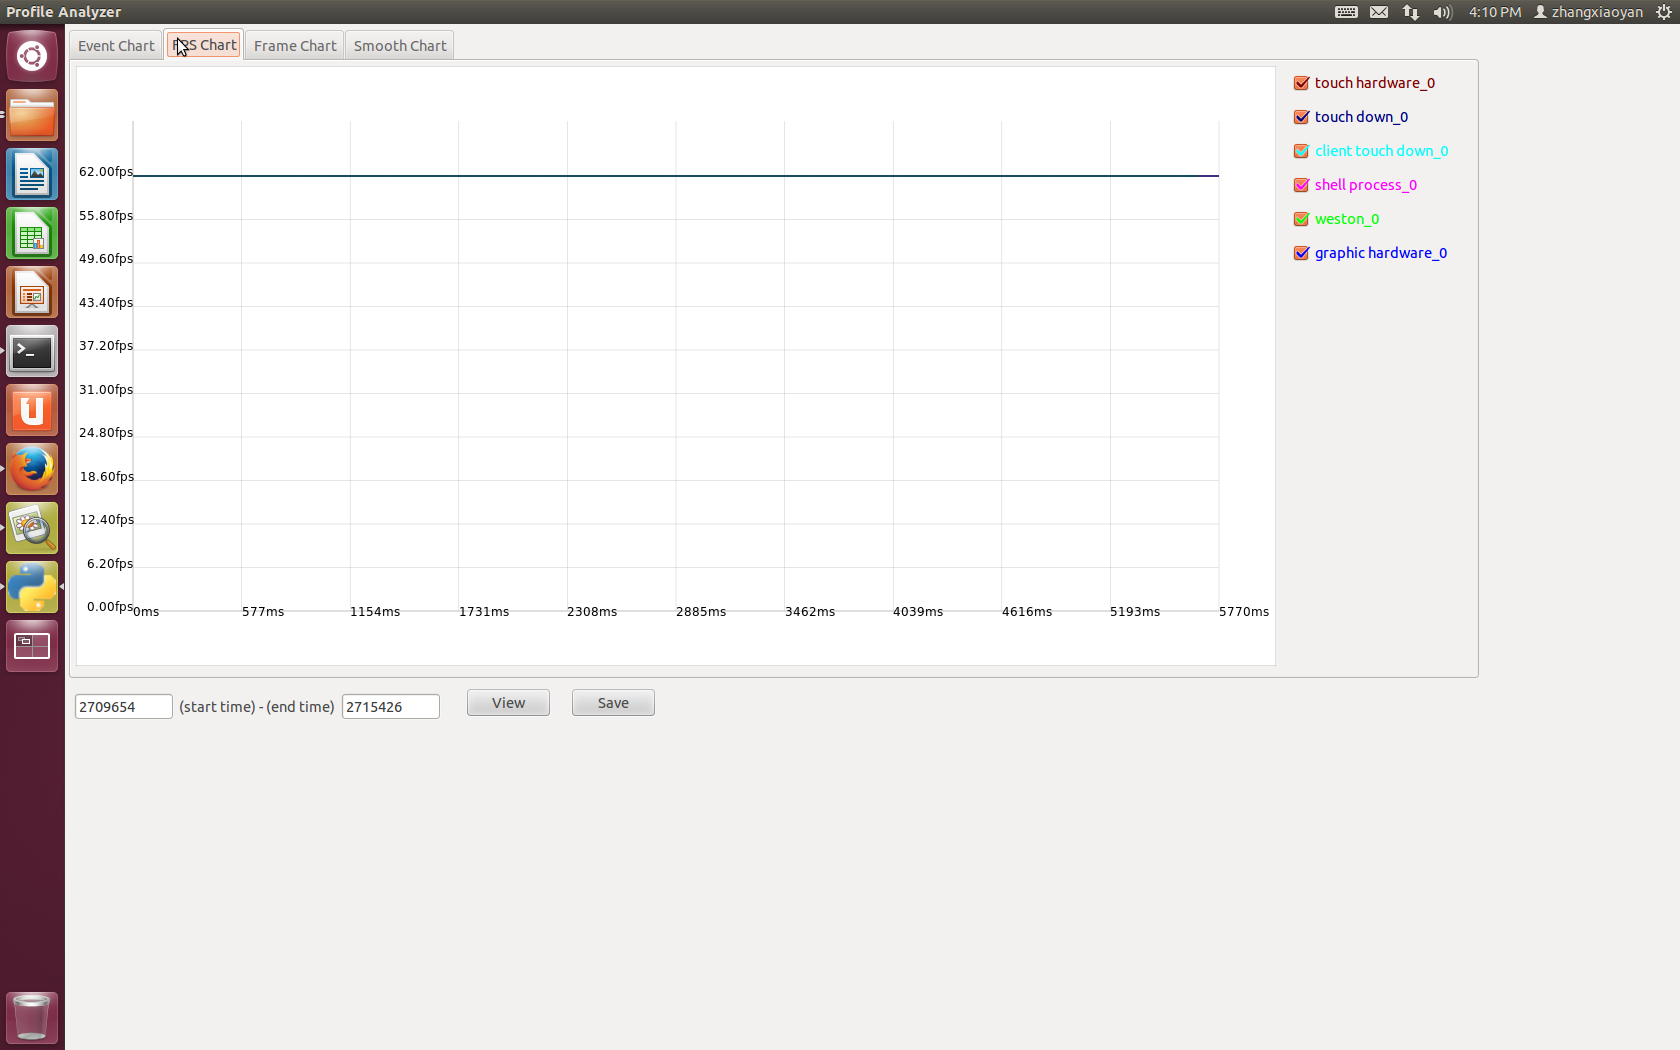 Profile Analyzer
4:10 PM zhangxiaoyan
Event Chart FPS Chart Frame Chart Smooth Chart
62.00fps
55.80fps
49.60fps
43.40fps
37.20fps
31.00fps
24.80fps
18.60fps
12.40fps
6.20fps
0.00fps
0ms 577ms 1154ms 1731ms 2308ms 2885ms 3462ms 4039ms 4616ms 5193ms 5770ms
touch hardware_0
touch down_0
client touch down_0
shell process_0
weston_0
graphic hardware_0
2709654 (start time) - (end time) 2715426 View Save